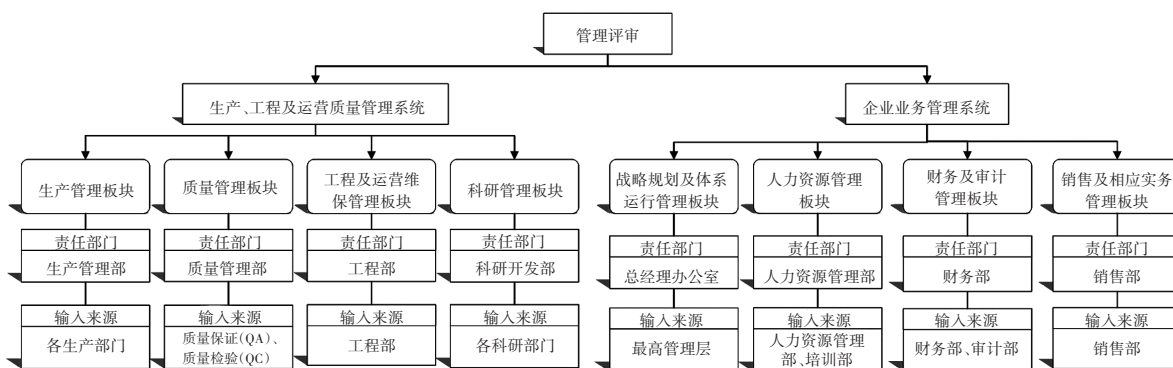 管理评审
生产、工程及运营质量管理系统
企业业务管理系统
生产管理板块
质量管理板块
工程及运营维
保管理板块
科研管理板块
战略规划及体系
运行管理板块
人力资源管理
板块
财务及审计
管理板块
销售及相应实务
管理板块
责任部门
生产管理部
责任部门
质量管理部
责任部门
工程部
责任部门
科研开发部
责任部门
总经理办公室
责任部门
人力资源管理部
责任部门
财务部
责任部门
销售部
输入来源
各生产部门
输入来源
质量保证(QA)、
质量检验(QC)
输入来源
工程部
输入来源
各科研部门
输入来源
最高管理层
输入来源
人力资源管理
部、培训部
输入来源
财务部、审计部
输入来源
销售部